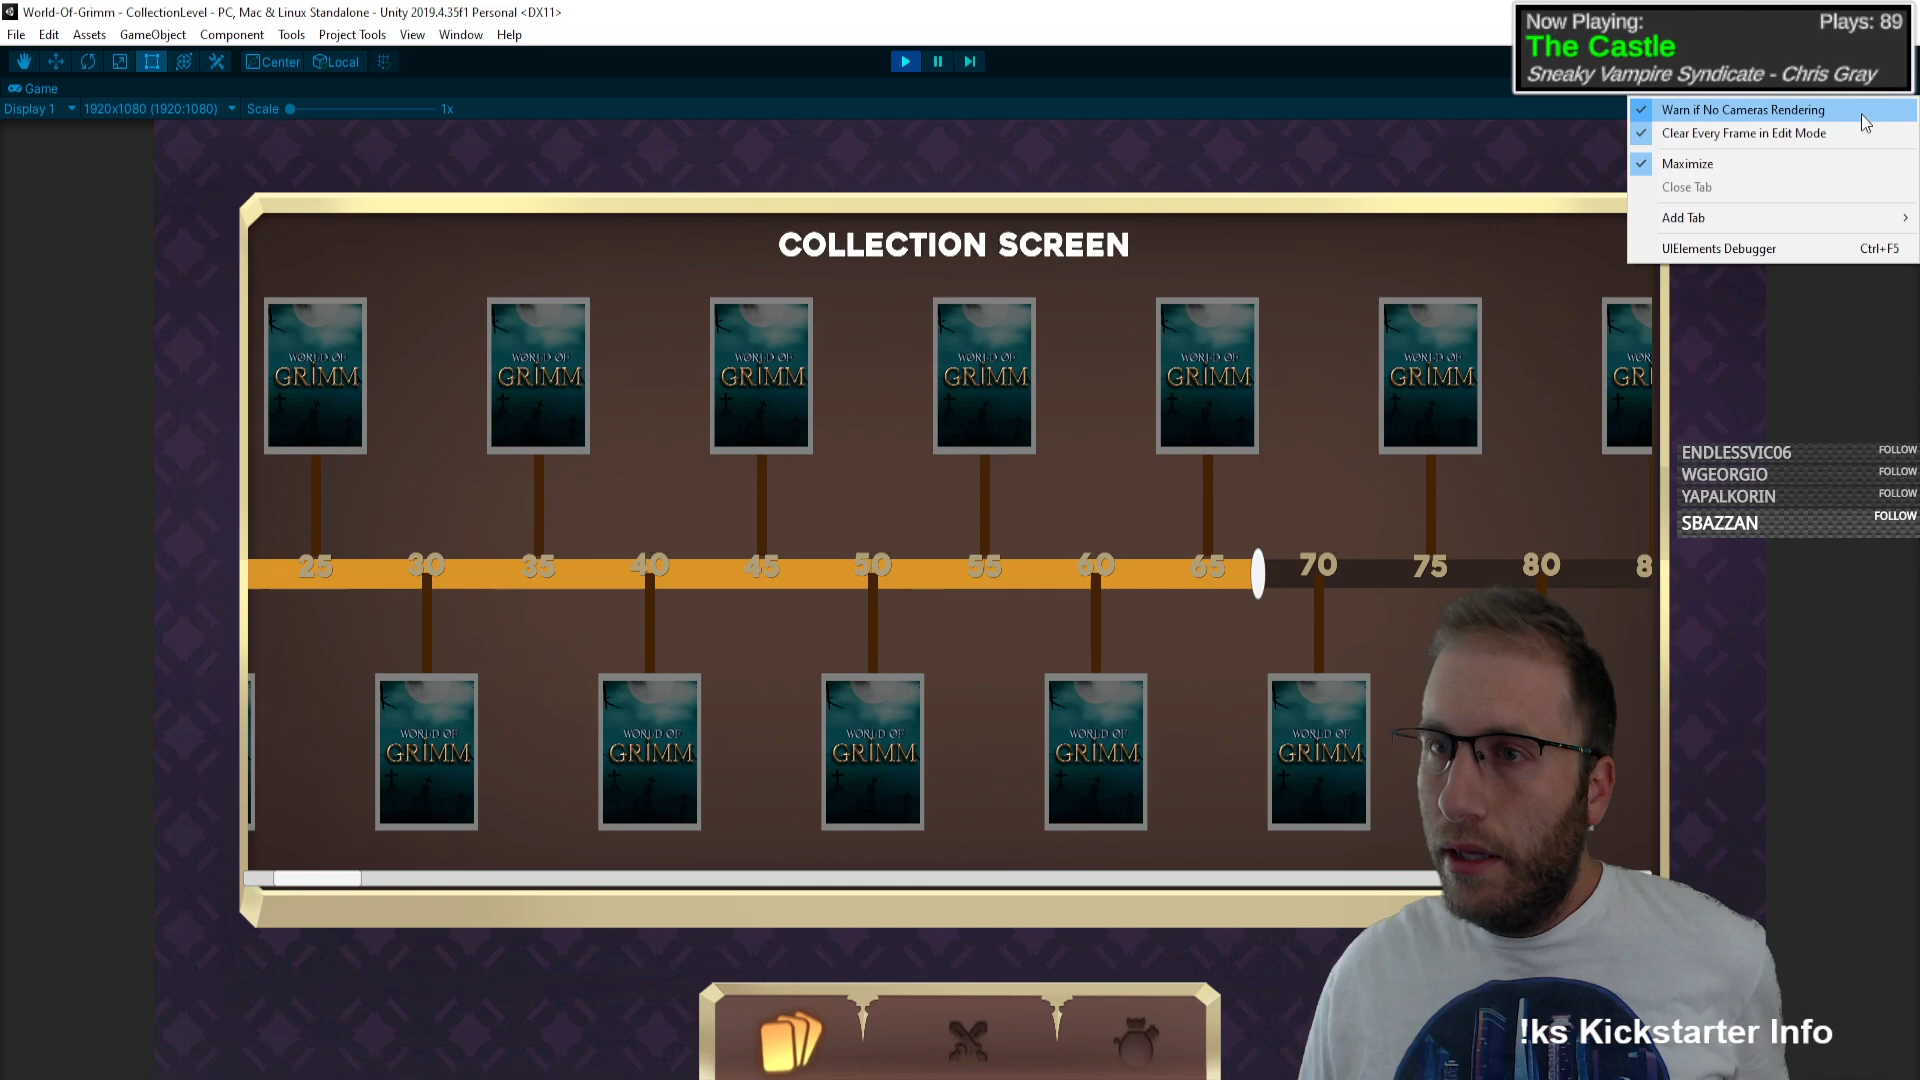 World-Of-Grimm - CollectionLevel - PC, Mac & Linux Standalone - Unity 2019.4.35f1 Personal <DX11>
File Edit Assets GameObject Component Tools Project Tools View Window Help
Center Local
Game
Display 1 1920x1080 (1920:1080) Scale 1x
Now Playing: Plays: 89
The Castle
Sneaky Vampire Syndicate - Chris Gray
Warn if No Cameras Rendering
Clear Every Frame in Edit Mode
Maximize
Close Tab
Add Tab
UIElements Debugger Ctrl+F5
COLLECTION SCREEN
WORLD OF
GRIMM
WORLD OF
GRIMM
WORLD OF
GRIMM
WORLD OF
GRIMM
WORLD OF
GRIMM
WORLD OF
GRIMM
WOR
GRI
ENDLESSVIC06 FOLLOW
WGEORGIO FOLLOW
YAPALKORIN FOLLOW
SBAZZAN FOLLOW
25 30 35 40 45 50 55 60 65 70 75 80 8
WORLD OF
GRIMM
WORLD OF
GRIMM
WORLD OF
GRIMM
WORLD OF
GRIMM
WORLD OF
GRIMM
!ks Kickstarter Info